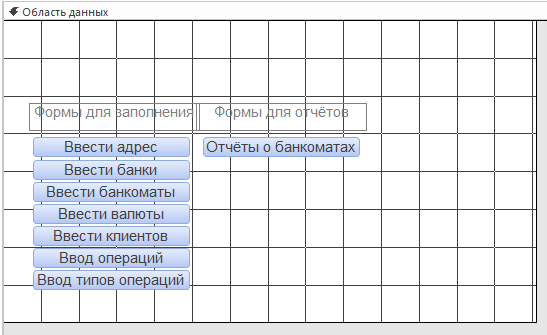 Область данных
Формы для заполнения
Формы для отчётов
Ввести адрес
Отчёты о банкоматах
Ввести банки
Ввести банкоматы
Ввести валюты
Ввести клиентов
Ввод операций
Ввод типов операций